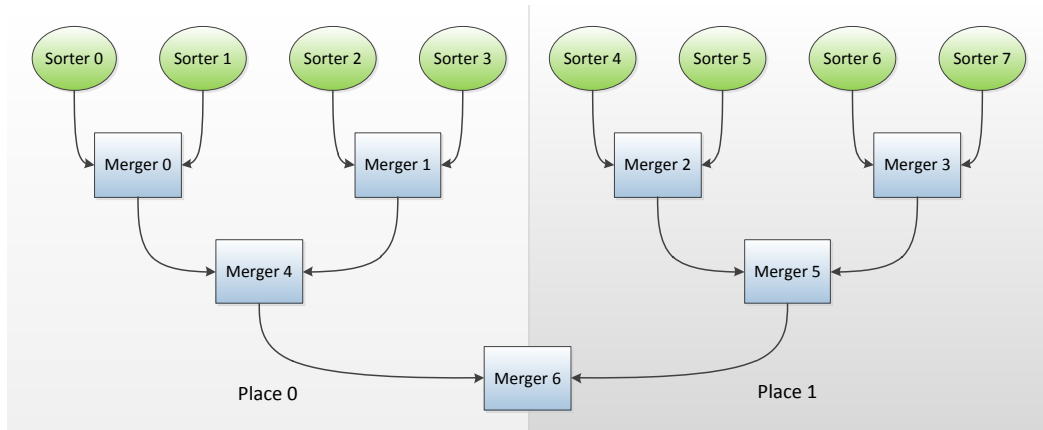 Sorter 0
Sorter 1
Sorter 2
Sorter 3
Sorter 4
Sorter 5
Sorter 6
Sorter 7
Merger 0
Merger 1
Merger 2
Merger 3
Merger 4
Merger 5
Merger 6
Place 0
Place 1